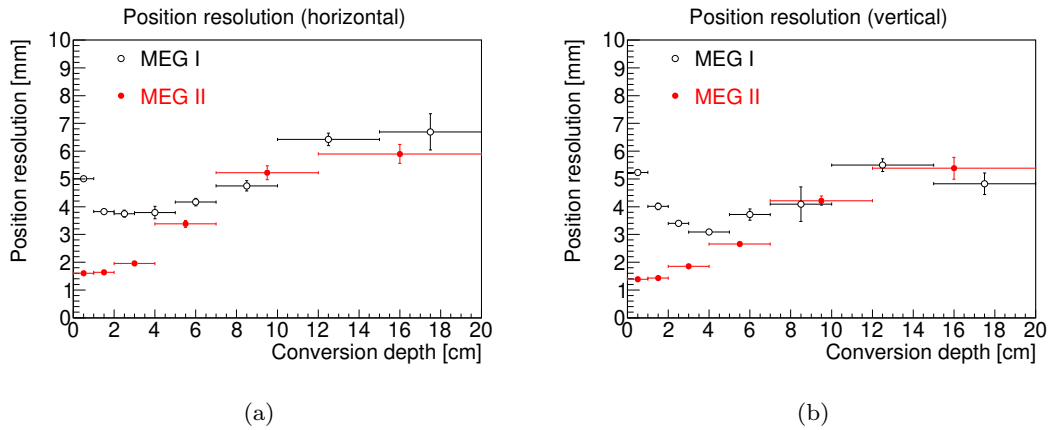 Position resolution (horizontal)
Position resolution [mm]
10
9
8
7
6
5
4
3
2
1
0
MEG I
MEG II
0 2 4 6 8 10 12 14 16 18 20
Conversion depth [cm]
(a)
Position resolution (vertical)
Position resolution [mm]
10
9
8
7
6
5
4
3
2
1
0
MEG I
MEG II
0 2 4 6 8 10 12 14 16 18 20
Conversion depth [cm]
(b)